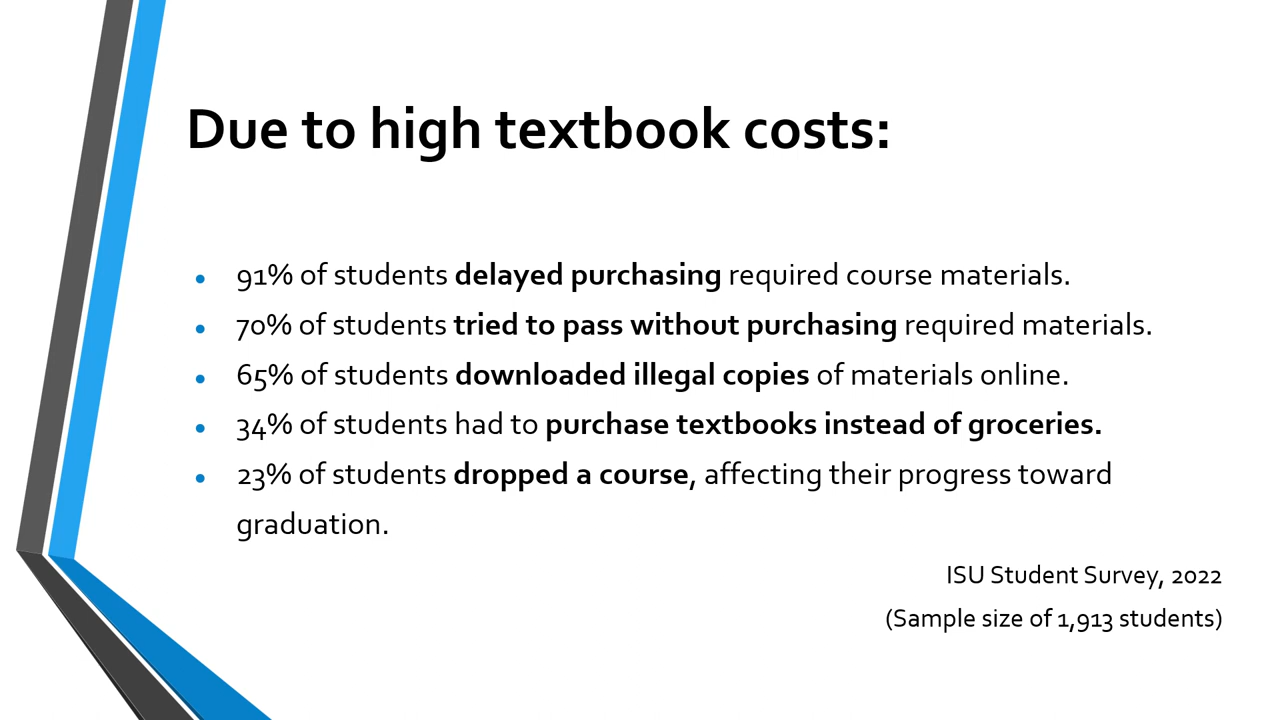 Due to high textbook costs:
• 91% of students delayed purchasing required course materials.
• 70% of students tried to pass without purchasing required materials.
• 65% of students downloaded illegal copies of materials online.
• 34% of students had to purchase textbooks instead of groceries.
• 23% of students dropped a course, affecting their progress toward
graduation.
ISU Student Survey, 2022
(Sample size of 1,913 students)